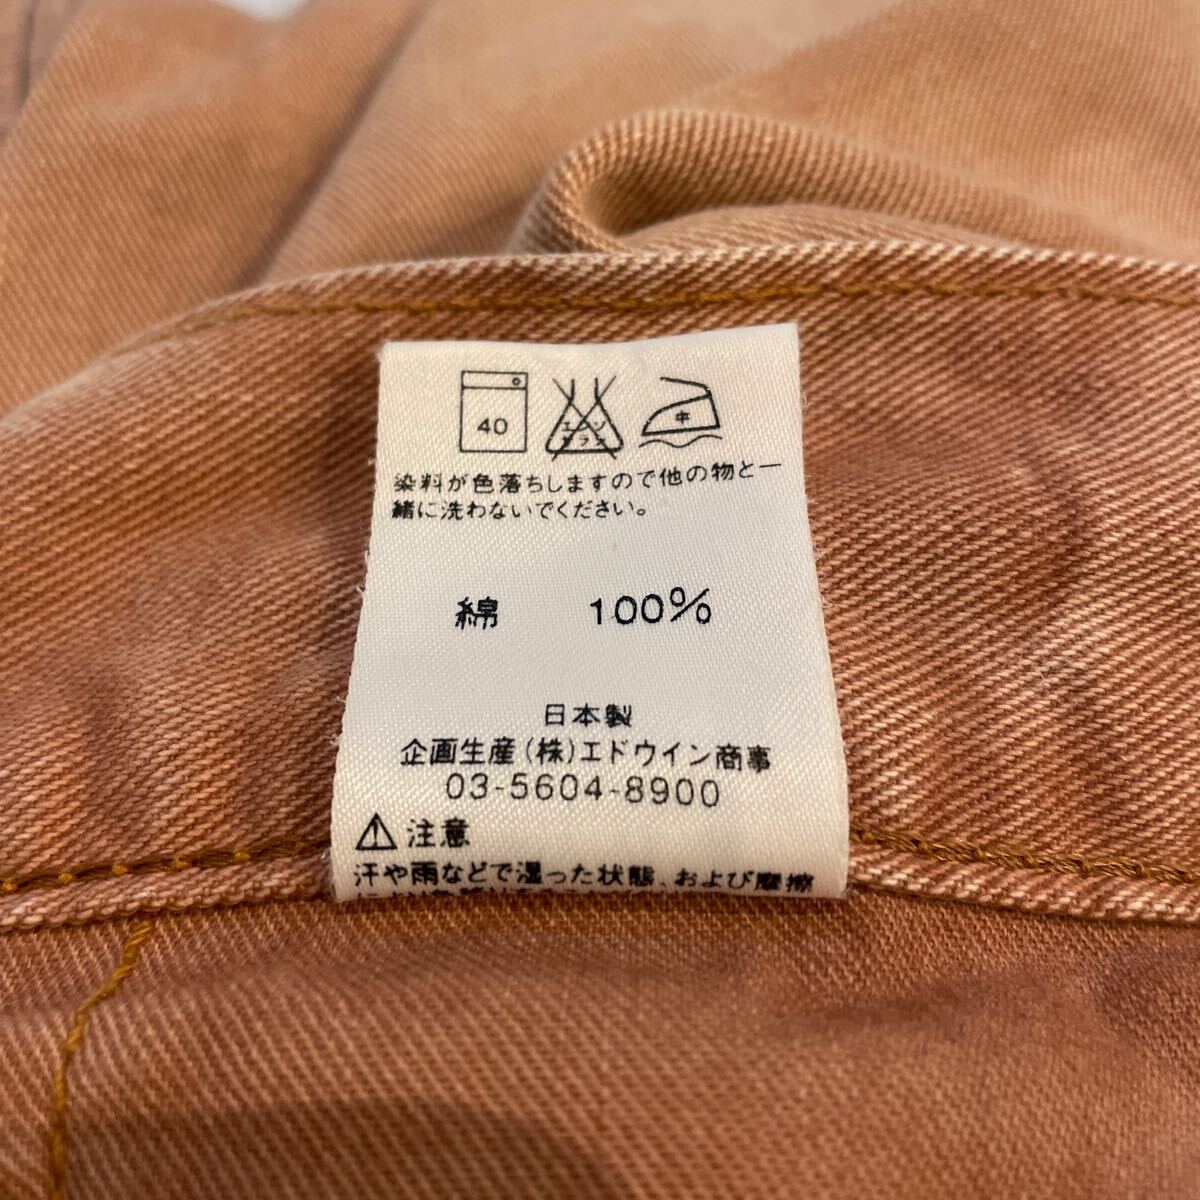 40
エンソ
サラシ
中
染料が色落ちしますので他の物と一
緒に洗わないでください。
綿 100%
日本製
企画生産(株)エドウイン商事
03-5604-8900
注意
汗や雨などで湿った状態、および摩擦